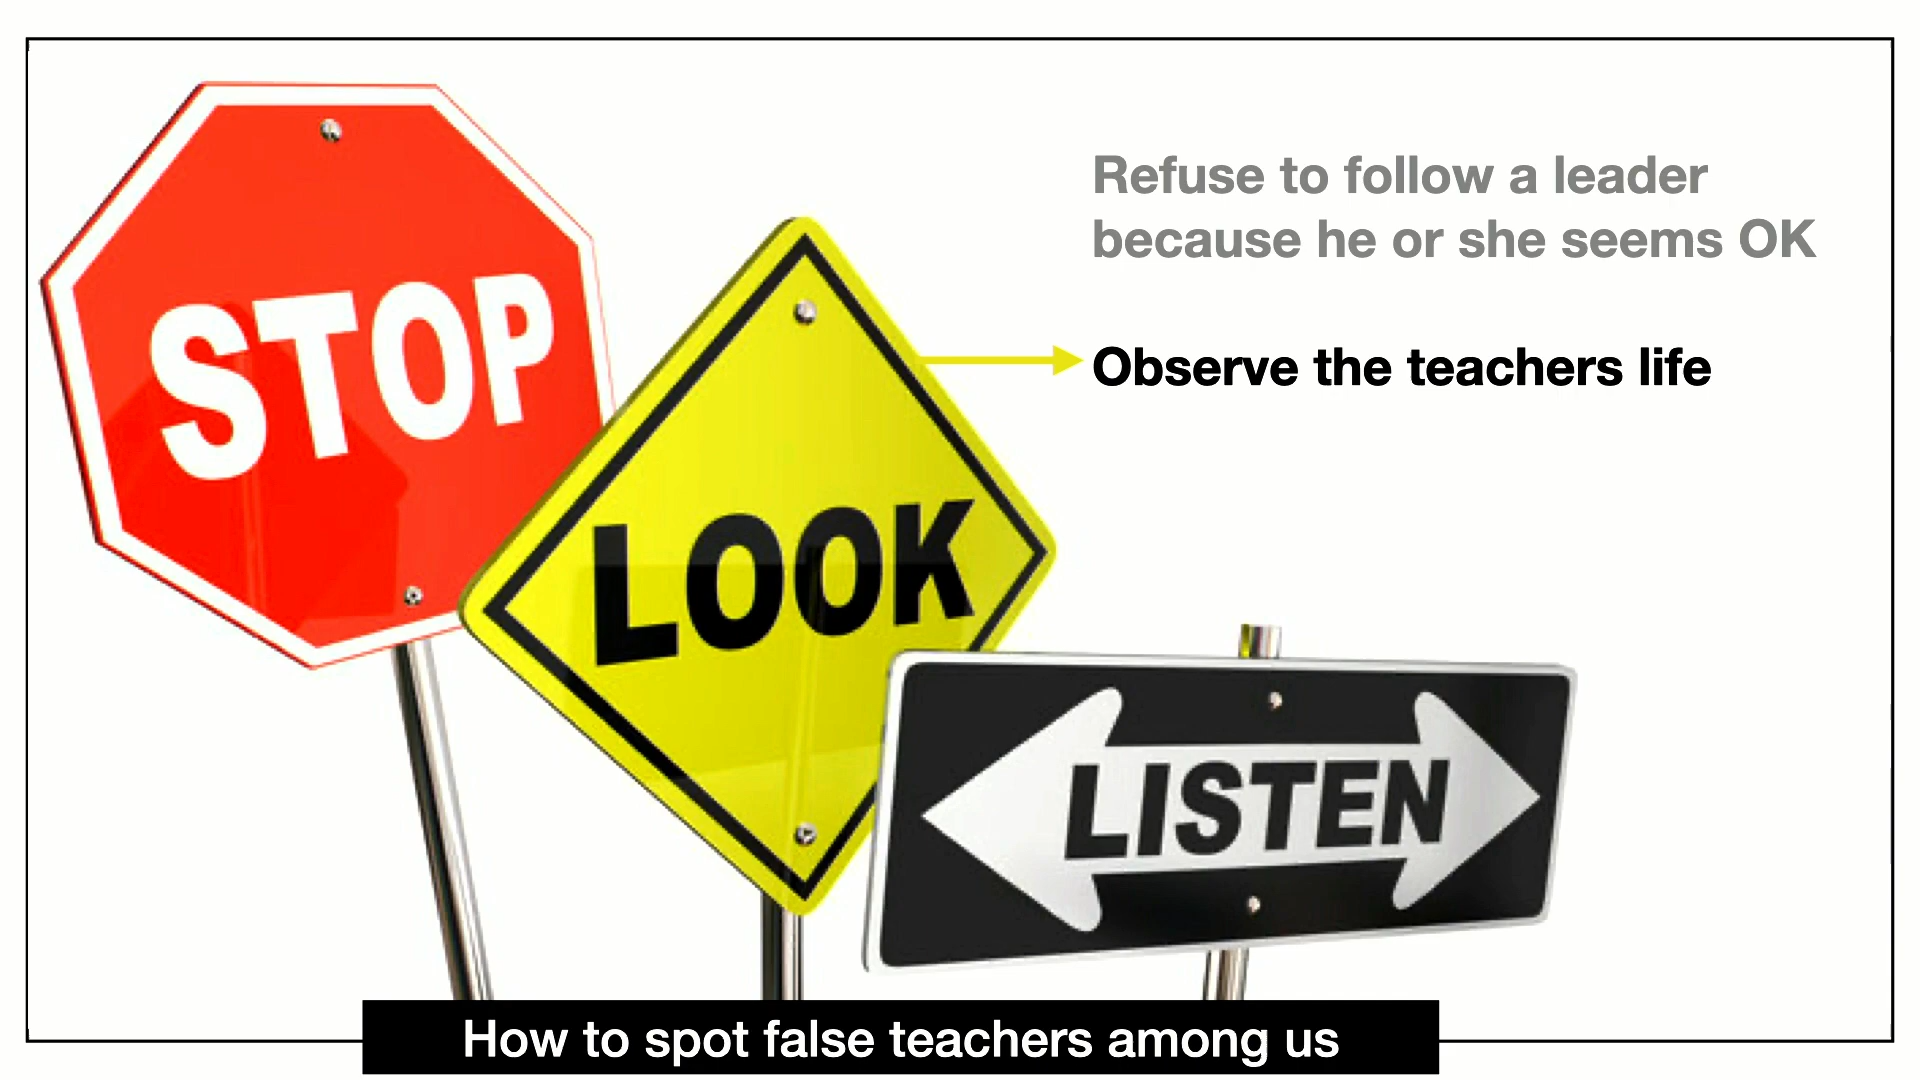 STOP
Refuse to follow a leader
because he or she seems OK
Observe the teachers life
LOOK
LISTEN
How to spot false teachers among us